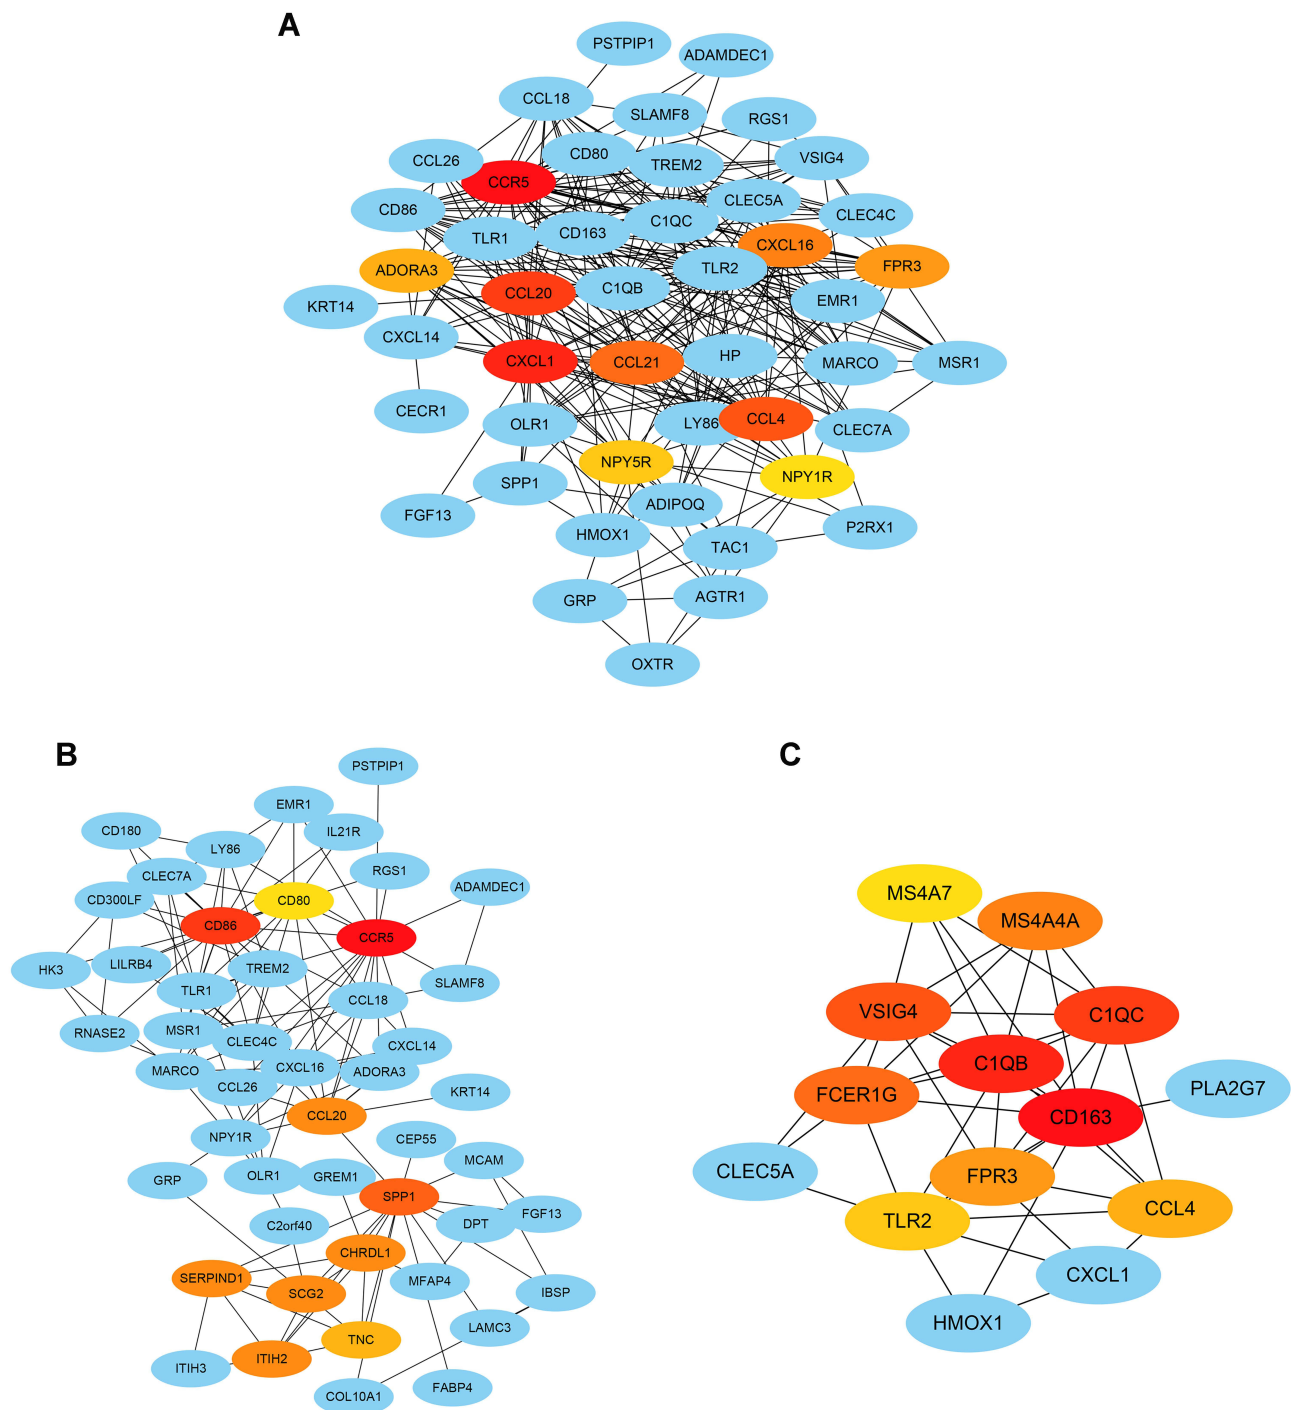 A
PSTPIP1
ADAMDEC1
CCL18
SLAMF8
RGS1
CCL26
CD80
TREM2
VSIG4
CCR5
CD86
CLEC5A
CLEC4C
TLR1
CD163
C1QC
CXCL16
ADORA3
TLR2
FPR3
KRT14
CCL20
C1QB
EMR1
CXCL14
CXCL1
CCL21
HP
MARCO
MSR1
CECR1
OLR1
LY86
CCL4
CLEC7A
NPY5R
NPY1R
SPP1
FGF13
ADIPOQ
P2RX1
HMOX1
TAC1
GRP
AGTR1
OXTR
B
PSTPIP1
EMR1
CD180
IL21R
LY86
CLEC7A
RGS1
CD300LF
CD80
ADAMDEC1
CD86
CCR5
HK3
LILRB4
TREM2
SLAMF8
TLR1
CCL18
RNASE2
MSR1
CLEC4C
CXCL14
MARCO
CXCL16
ADORA3
CCL26
KRT14
CCL20
NPY1R
CEP55
GRP
OLR1
GREM1
MCAM
SPP1
C2orf40
DPT
FGF13
CHRDL1
SERPIND1
SCG2
MFAP4
IBSP
TNC
LAMC3
ITIH3
ITIH2
COL10A1
FABP4
C
MS4A7
MS4A4A
VSIG4
C1QC
C1QB
FCER1G
CD163
PLA2G7
CLEC5A
FPR3
TLR2
CCL4
CXCL1
HMOX1